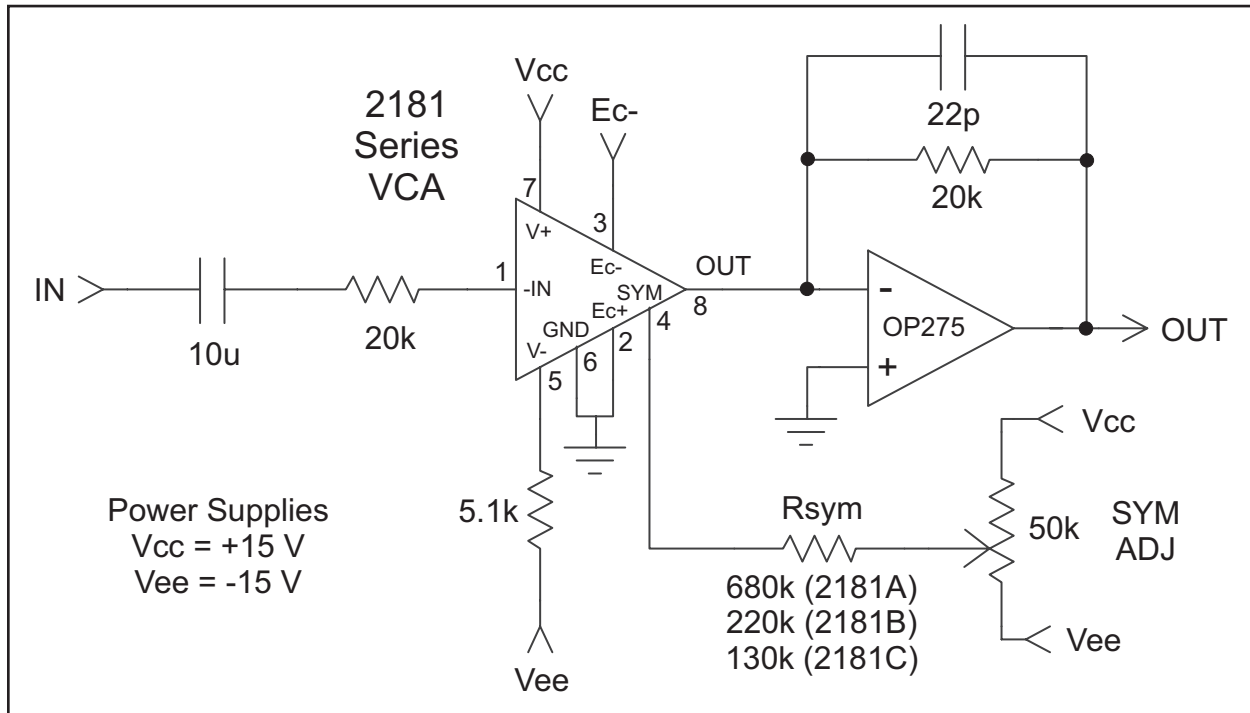 Vcc
2181
Series
VCA
Ec-
22p
20k
7
V+
3
Ec-
1
-IN
OUT
SYM
8
Ec+
4
GND
2
V-
6
5
IN
10u
20k
-
OP275
+
OUT
Vcc
Power Supplies
Vcc = +15 V
Vee = -15 V
5.1k
Rsym
50k
SYM
ADJ
680k (2181A)
220k (2181B)
130k (2181C)
Vee
Vee